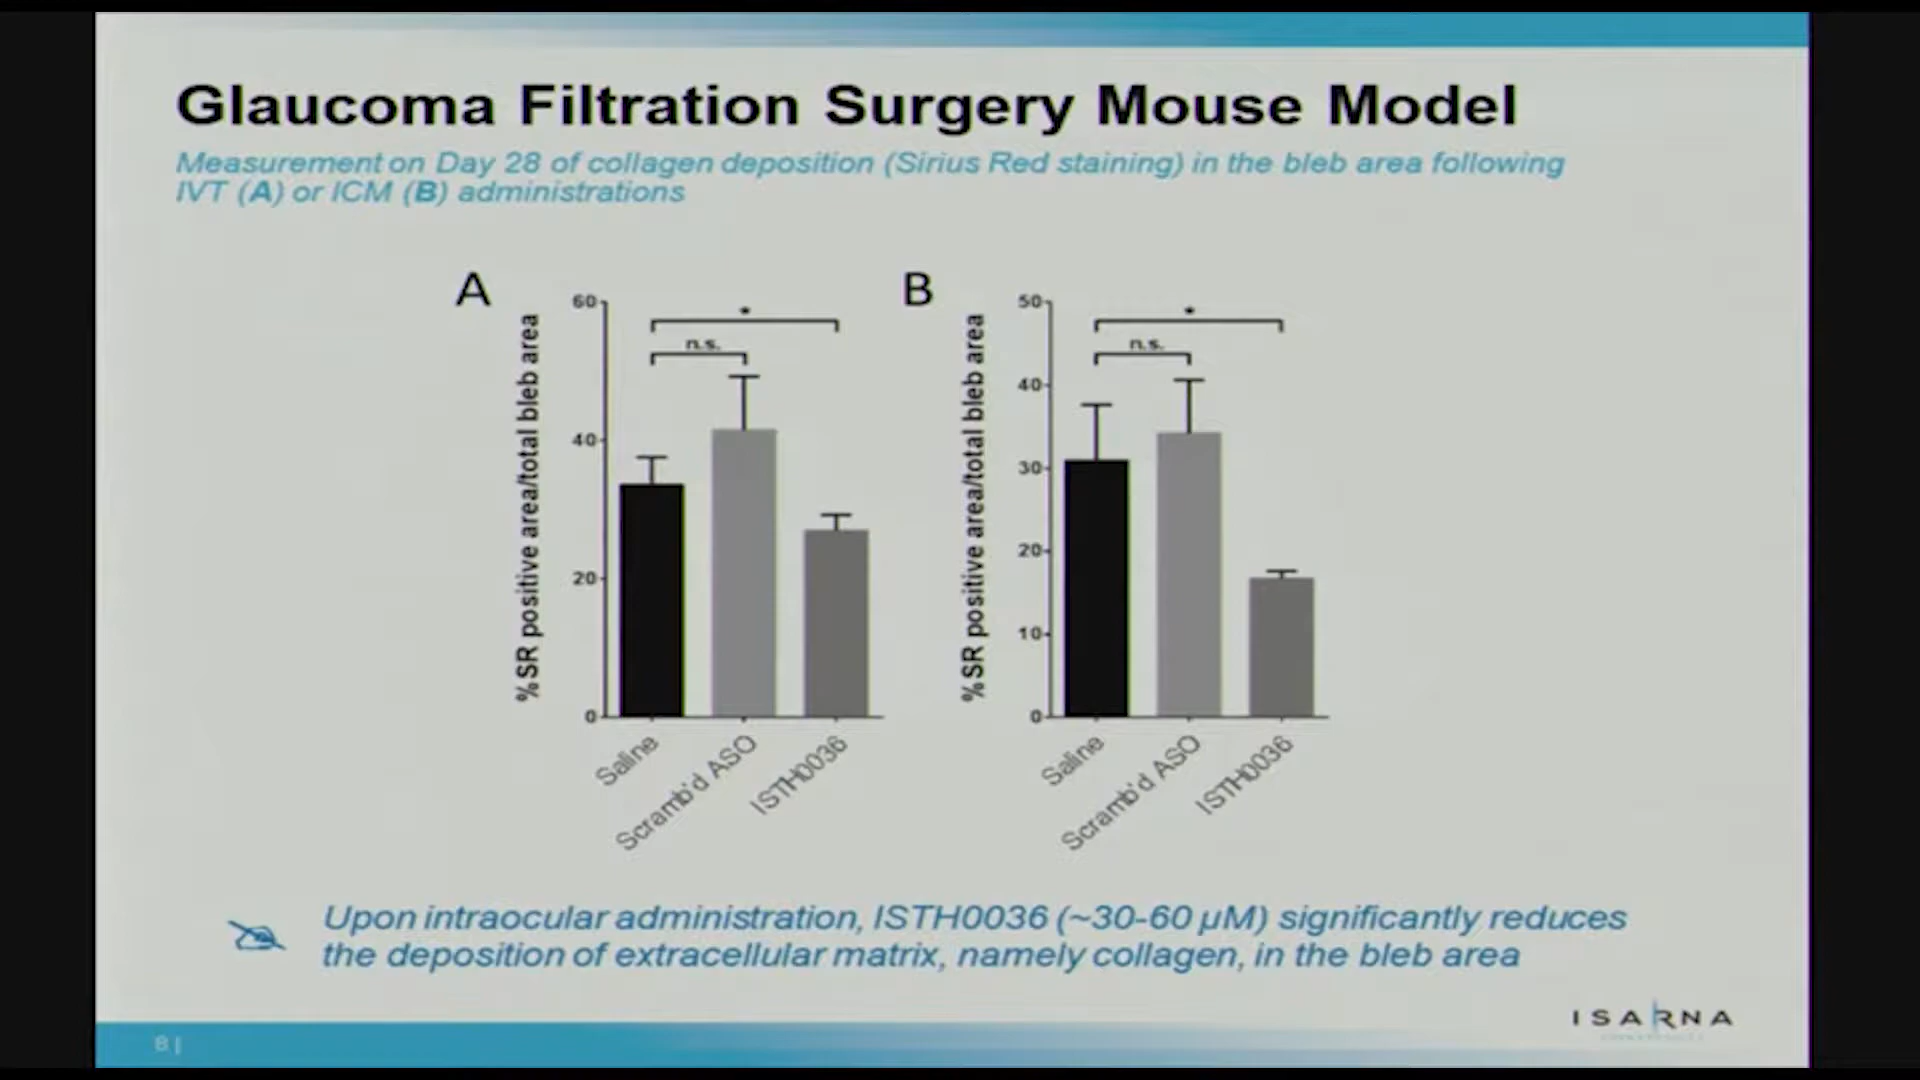 Glaucoma Filtration Surgery Mouse Model
Measurement on Day 28 of collagen deposition (Sirius Red staining) in the bleb area following
IVT (A) or ICM (B) administrations
A
%SR positive area/total bleb area
60
40
20
0
*
n.s.
Saline
Scramb'd ASO
ISTH0036
B
%SR positive area/total bleb area
50
40
30
20
10
0
*
n.s.
Saline
Scramb'd ASO
ISTH0036
Upon intraocular administration, ISTH0036 (~30-60 µM) significantly reduces
the deposition of extracellular matrix, namely collagen, in the bleb area
ISARNA